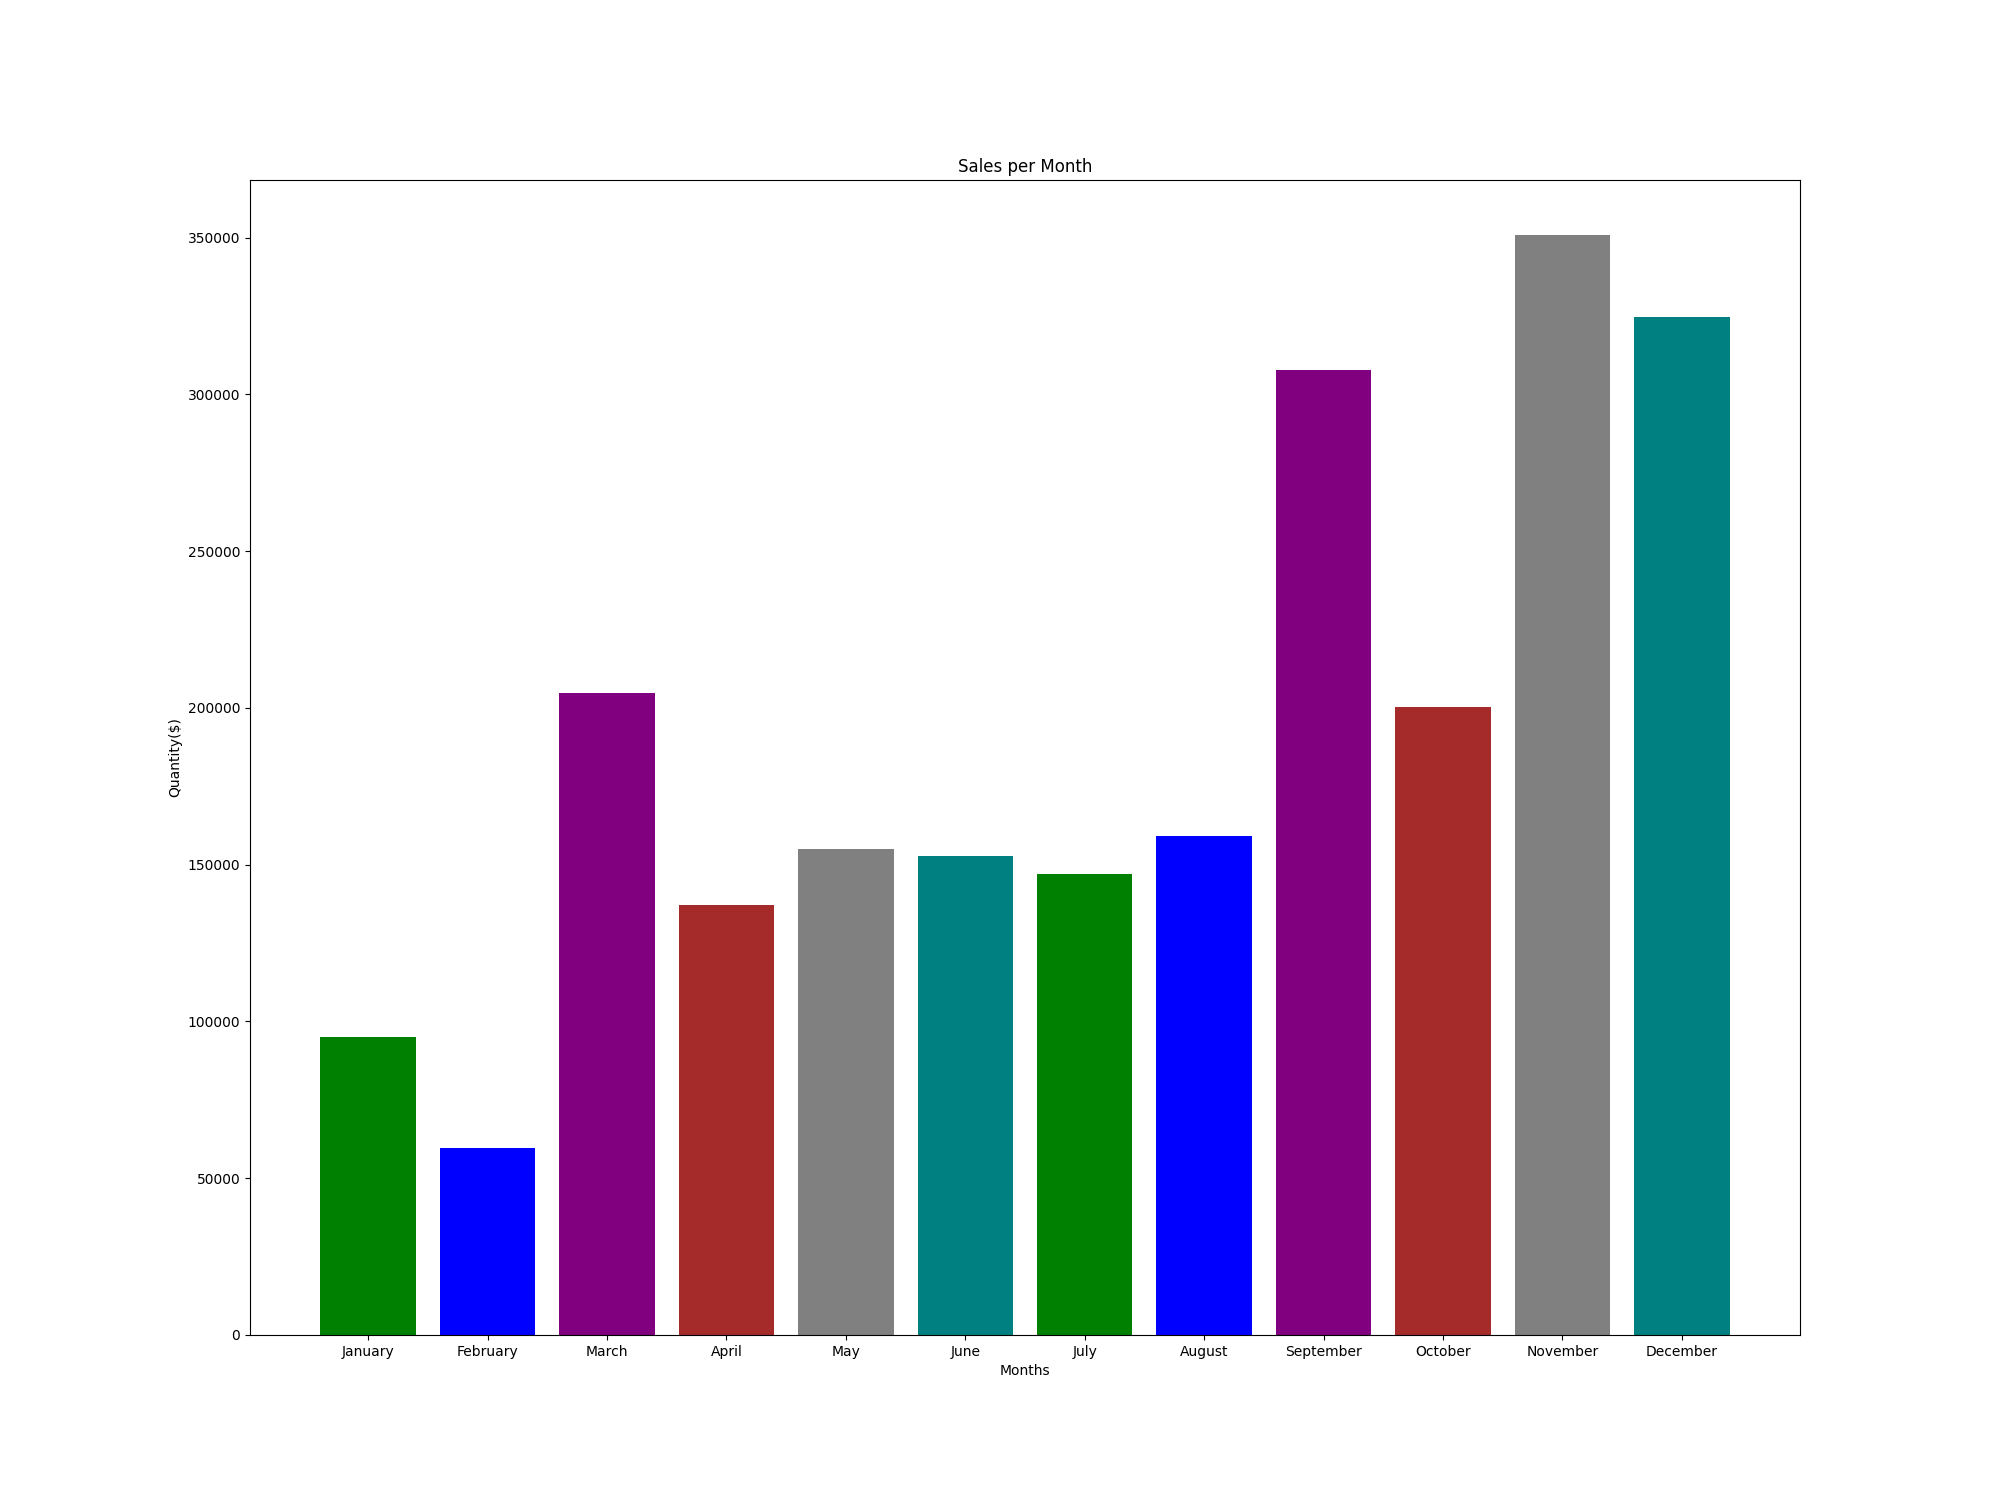 Sales per Month
350000
300000
250000
200000
150000
100000
50000
0
Quantity($)
January February March April May June July August September October November December
Months